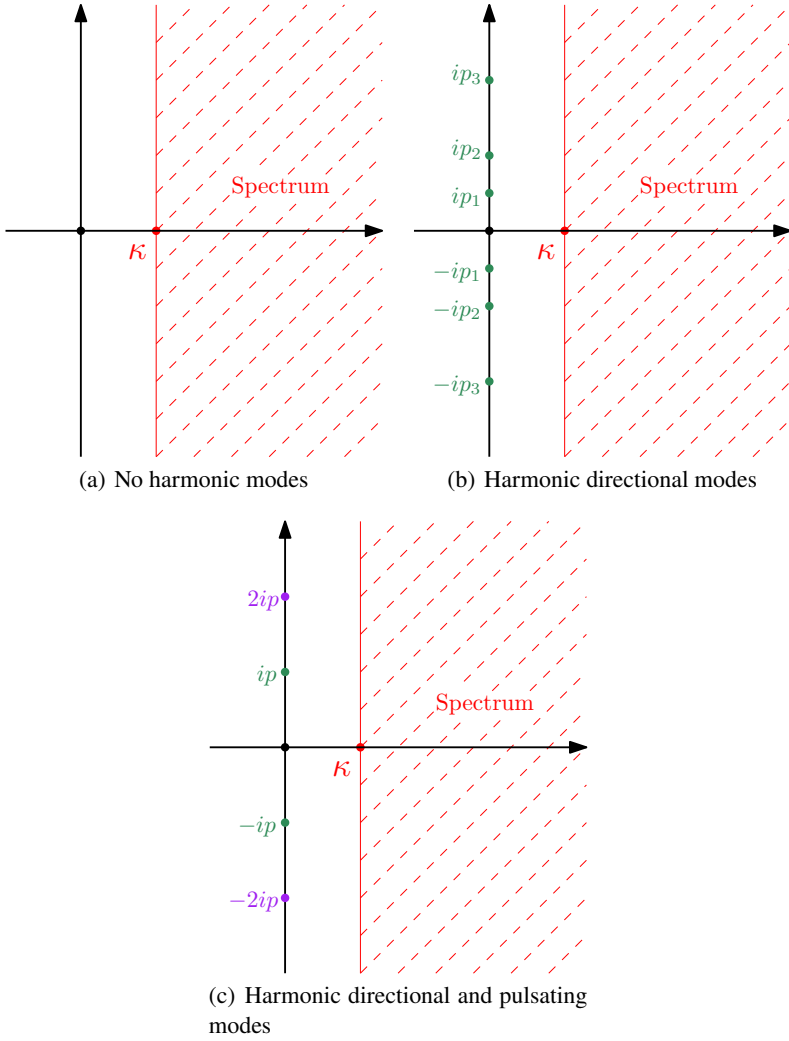 Spectrum
κ
(a) No harmonic modes
ip₃
ip₂
ip₁
Spectrum
κ
−ip₁
−ip₂
−ip₃
(b) Harmonic directional modes
2ip
ip
Spectrum
κ
−ip
−2ip
(c) Harmonic directional and pulsating
modes